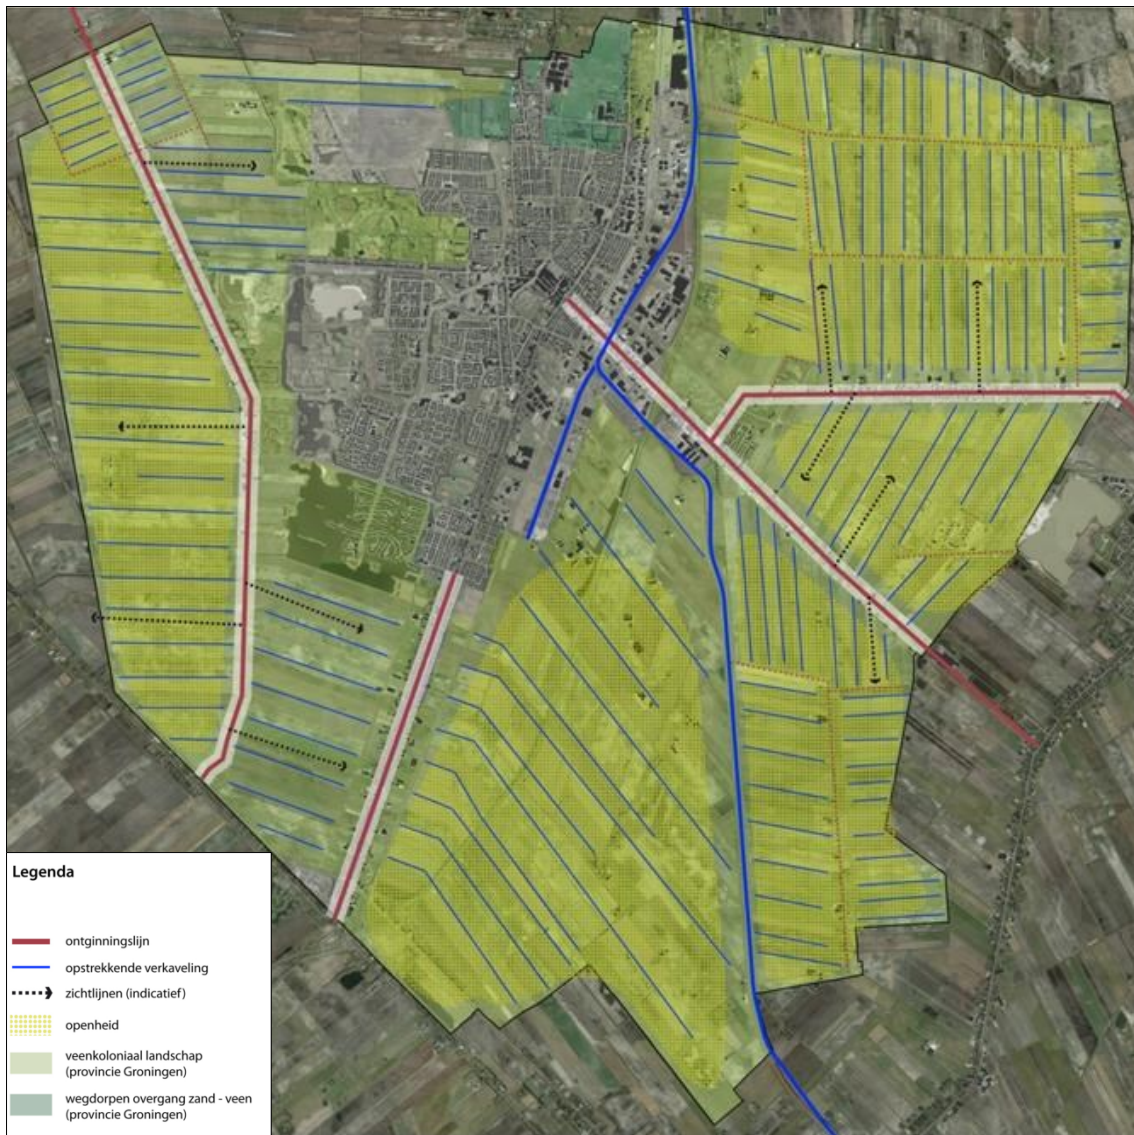 Legenda
ontginningslijn
opstrekkende verkaveling
zichtlijnen (indicatief)
openheid
veenkoloniaal landschap
(provincie Groningen)
wegdorpen overgang zand - veen
(provincie Groningen)